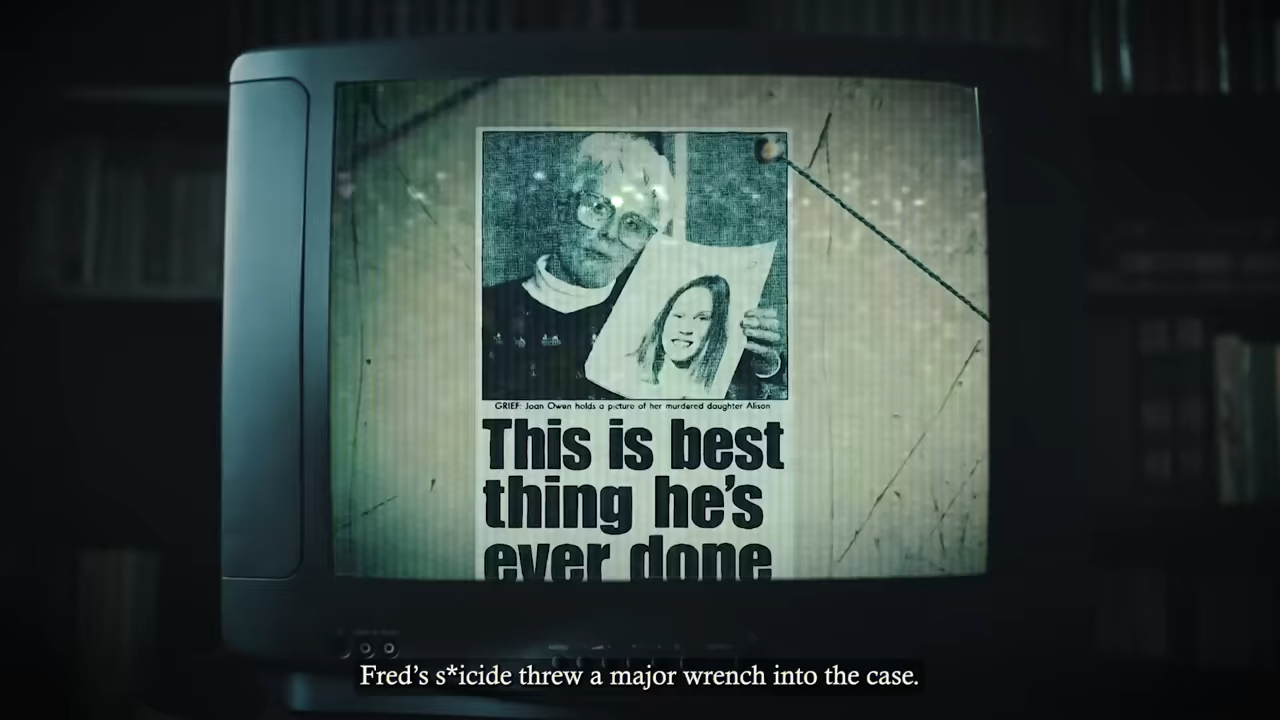 GRIEF: Joan Owen holds a picture of her murdered daughter Alison
This is best
thing he's
ever done
Fred's s*icide threw a major wrench into the case.